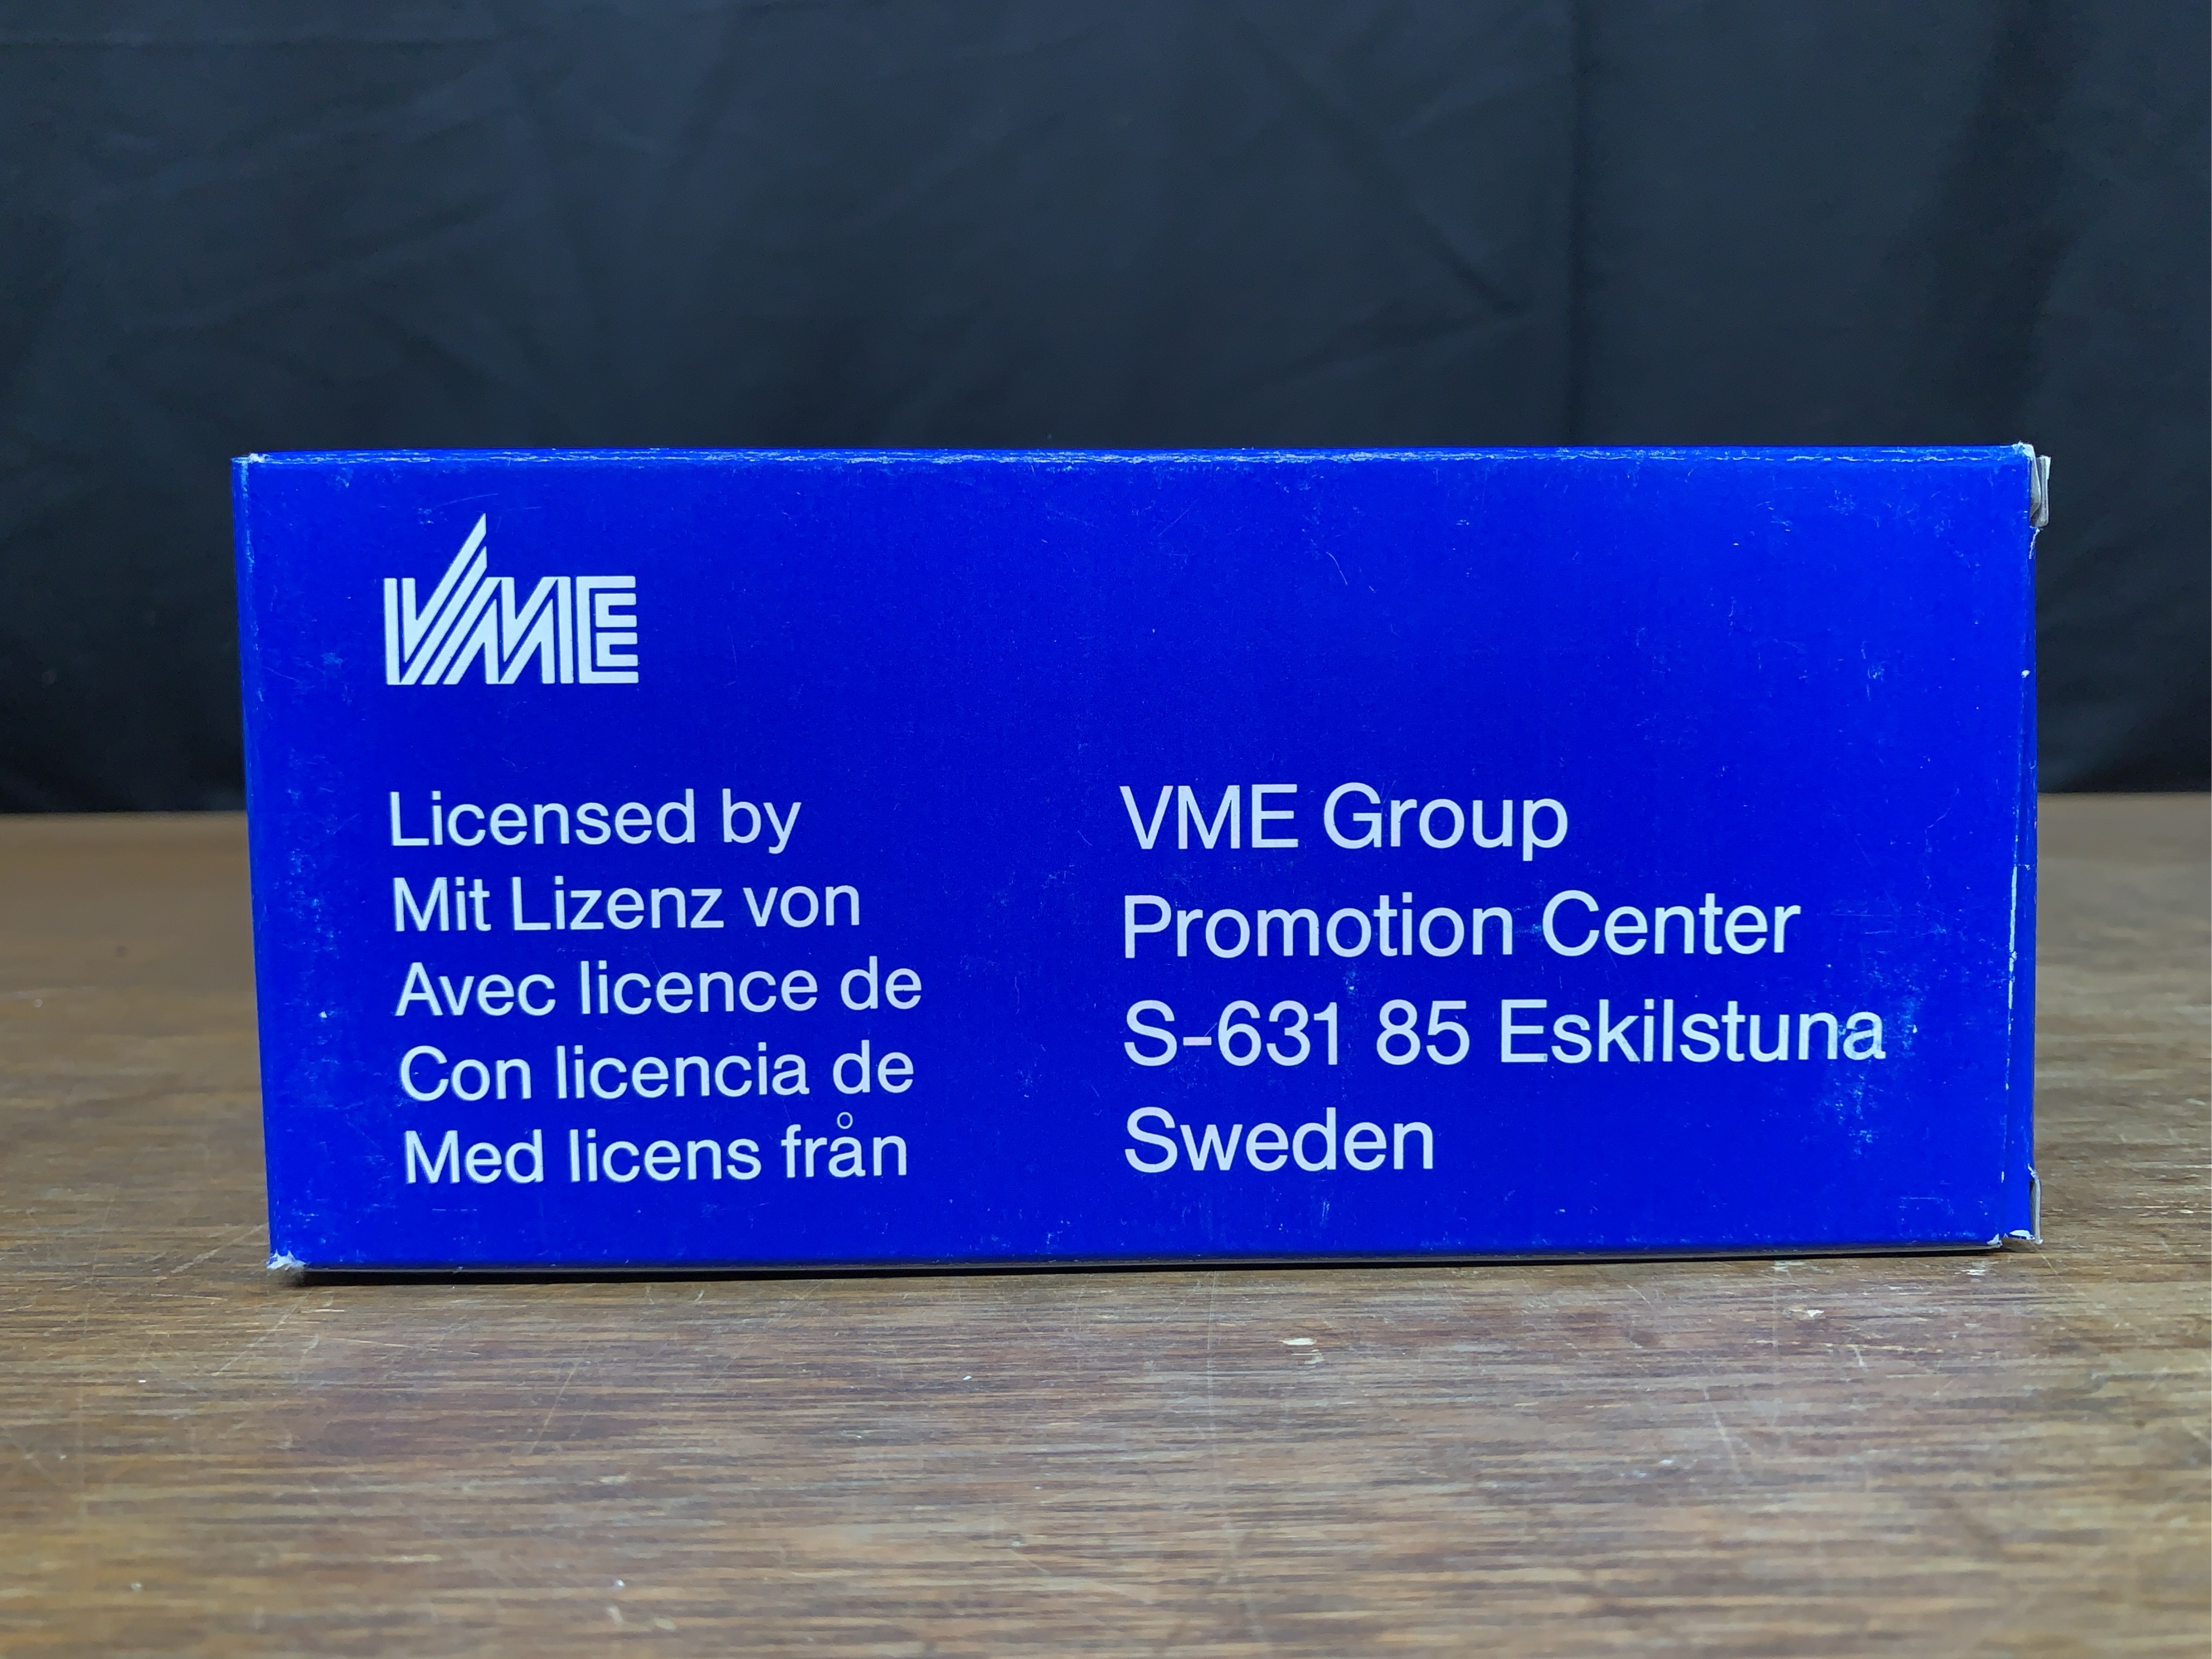 VME
Licensed by
Mit Lizenz von
Avec licence de
Con licencia de
Med licens från
VME Group
Promotion Center
S-631 85 Eskilstuna
Sweden